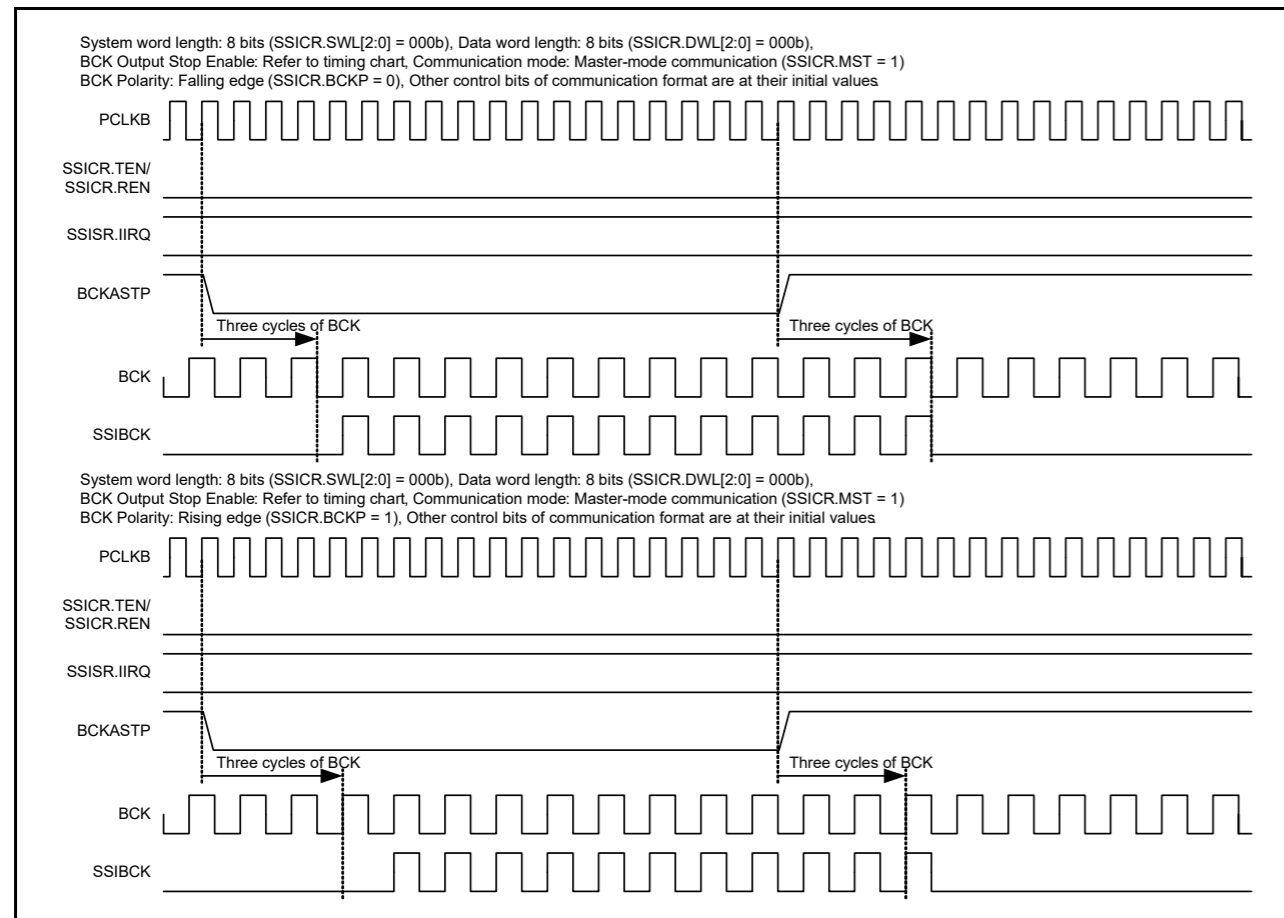 System word length: 8 bits (SSICR.SWL[2:0] = 000b), Data word length: 8 bits (SSICR.DWL[2:0] = 000b),
BCK Output Stop Enable: Refer to timing chart, Communication mode: Master-mode communication (SSICR.MST = 1)
BCK Polarity: Falling edge (SSICR.BCKP = 0), Other control bits of communication format are at their initial values.
PCLKB
SSICR.TEN/
SSICR.REN
SSISR.IIRQ
BCKASTP
Three cycles of BCK Three cycles of BCK
BCK
SSIBCK
System word length: 8 bits (SSICR.SWL[2:0] = 000b), Data word length: 8 bits (SSICR.DWL[2:0] = 000b),
BCK Output Stop Enable: Refer to timing chart, Communication mode: Master-mode communication (SSICR.MST = 1)
BCK Polarity: Rising edge (SSICR.BCKP = 1), Other control bits of communication format are at their initial values.
PCLKB
SSICR.TEN/
SSICR.REN
SSISR.IIRQ
BCKASTP
Three cycles of BCK Three cycles of BCK
BCK
SSIBCK